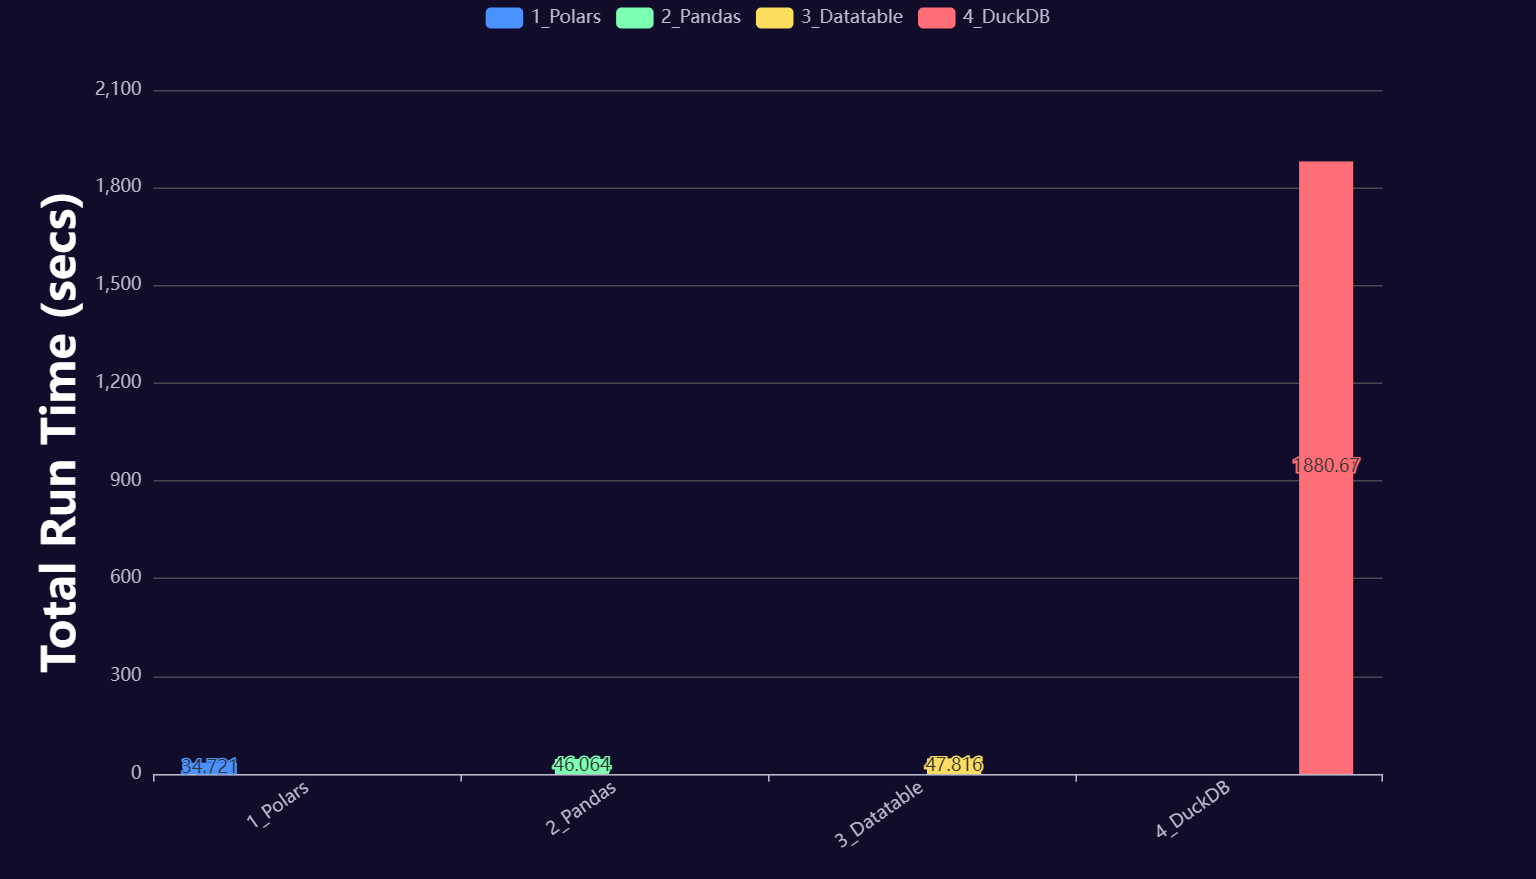 1_Polars 2_Pandas 3_Datatable 4_DuckDB
Total Run Time (secs)
2,100
1,800
1,500
1,200
900
600
300
0
34.721
46.064
47.816
1880.67
1_Polars
2_Pandas
3_Datatable
4_DuckDB